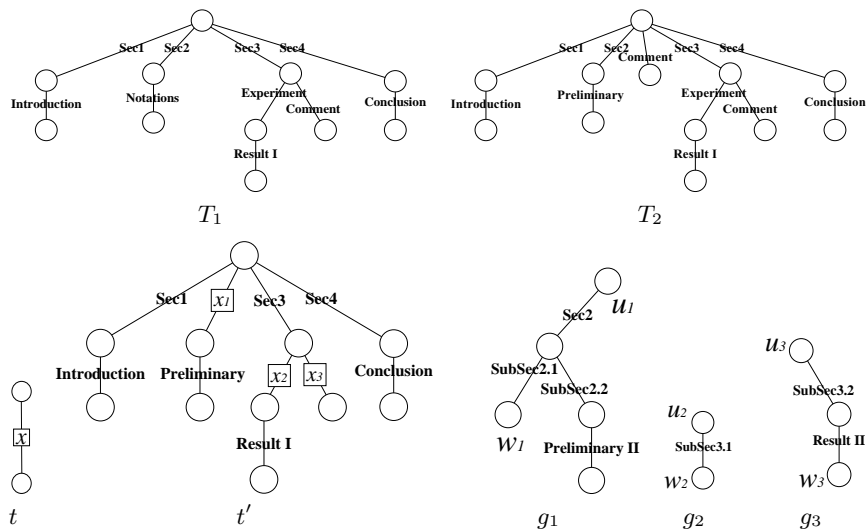 Sec1 Sec2 Sec3 Sec4
Introduction Notations Experiment Comment Conclusion
Result I
T1
Sec1 Sec2 Comment Sec3 Sec4
Introduction Preliminary Experiment Comment Conclusion
Result I
T2
x
t
Sec1 x1 Sec3 Sec4
Introduction Preliminary x2 x3 Conclusion
Result I
t′
u1
Sec2
SubSec2.1 SubSec2.2
w1
Preliminary II
g1
u2
SubSec3.1
w2
g2
u3
SubSec3.2
Result II
w3
g3